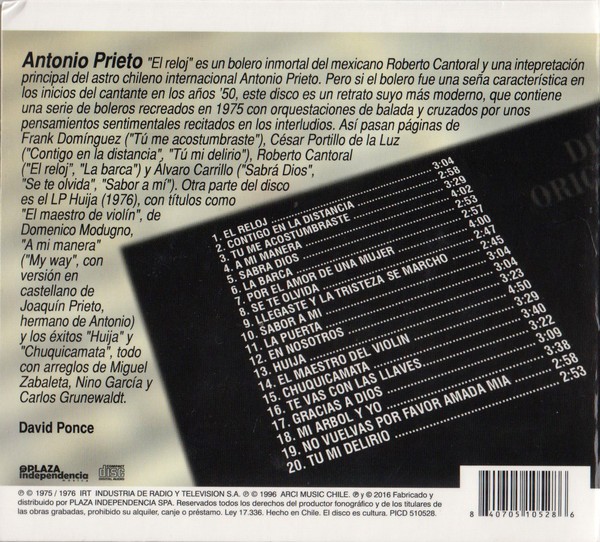 Antonio Prieto "El reloj" es un bolero inmortal del mexicano Roberto Cantoral y una intepretación
principal del astro chileno internacional Antonio Prieto. Pero si el bolero fue una seña característica en
los inicios del cantante en los años '50, este disco es un retrato suyo más moderno, que contiene
una serie de boleros recreados en 1975 con orquestaciones de balada y cruzados por unos
pensamientos sentimentales recitados en los interludios. Así pasan páginas de
Frank Domínguez ("Tú me acostumbraste"), César Portillo de la Luz
("Contigo en la distancia", "Tú mi delirio"), Roberto Cantoral
("El reloj", "La barca") y Álvaro Carrillo ("Sabrá Dios",
"Se te olvida", "Sabor a mí"). Otra parte del disco
es el LP Huija (1976), con títulos como
"El maestro de violín", de
Domenico Modugno,
"A mi manera"
("My way", con
versión en
castellano de
Joaquín Prieto,
hermano de Antonio)
y los éxitos "Huija" y
"Chuquicamata", todo
con arreglos de Miguel
Zabaleta, Nino García y
Carlos Grunewaldt.
David Ponce
1. EL RELOJ 3:04
2. CONTIGO EN LA DISTANCIA 2:58
3. TU ME ACOSTUMBRASTE 3:29
4. A MI MANERA 4:02
5. SABRA DIOS 2:53
6. LA BARCA 2:57
7. POR EL AMOR DE UNA MUJER 4:00
8. SE TE OLVIDA 2:47
9. LLEGASTE Y LA TRISTEZA SE MARCHO 2:45
10. SABOR A MI 3:04
11. LA PUERTA 3:04
12. EN NOSOTROS 3:23
13. HUIJA 4:50
14. EL MAESTRO DEL VIOLIN 3:29
15. CHUQUICAMATA 3:40
16. TE VAS CON LAS LLAVES 3:22
17. GRACIAS A DIOS 3:09
18. MI ARBOL Y YO 3:38
19. NO VUELVAS POR FAVOR AMADA MIA 2:58
20. TU MI DELIRIO 2:53
PLAZA
independencia
música
COMPACT
disc
DIGITAL AUDIO
℗ © 1975 / 1976 IRT INDUSTRIA DE RADIO Y TELEVISION S.A. ℗ © 1996 ARCI MUSIC CHILE. ℗ y © 2016 Fabricado y
distribuido por PLAZA INDEPENDENCIA SPA. Reservados todos los derechos del productor fonográfico y de los titulares de
las obras grabadas, prohibido su alquiler, canje o préstamo. Ley 17.336. Hecho en Chile. El disco es cultura. PICD 510528.
8 40705 10528 6